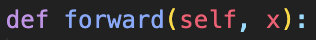 def forward(self, x):